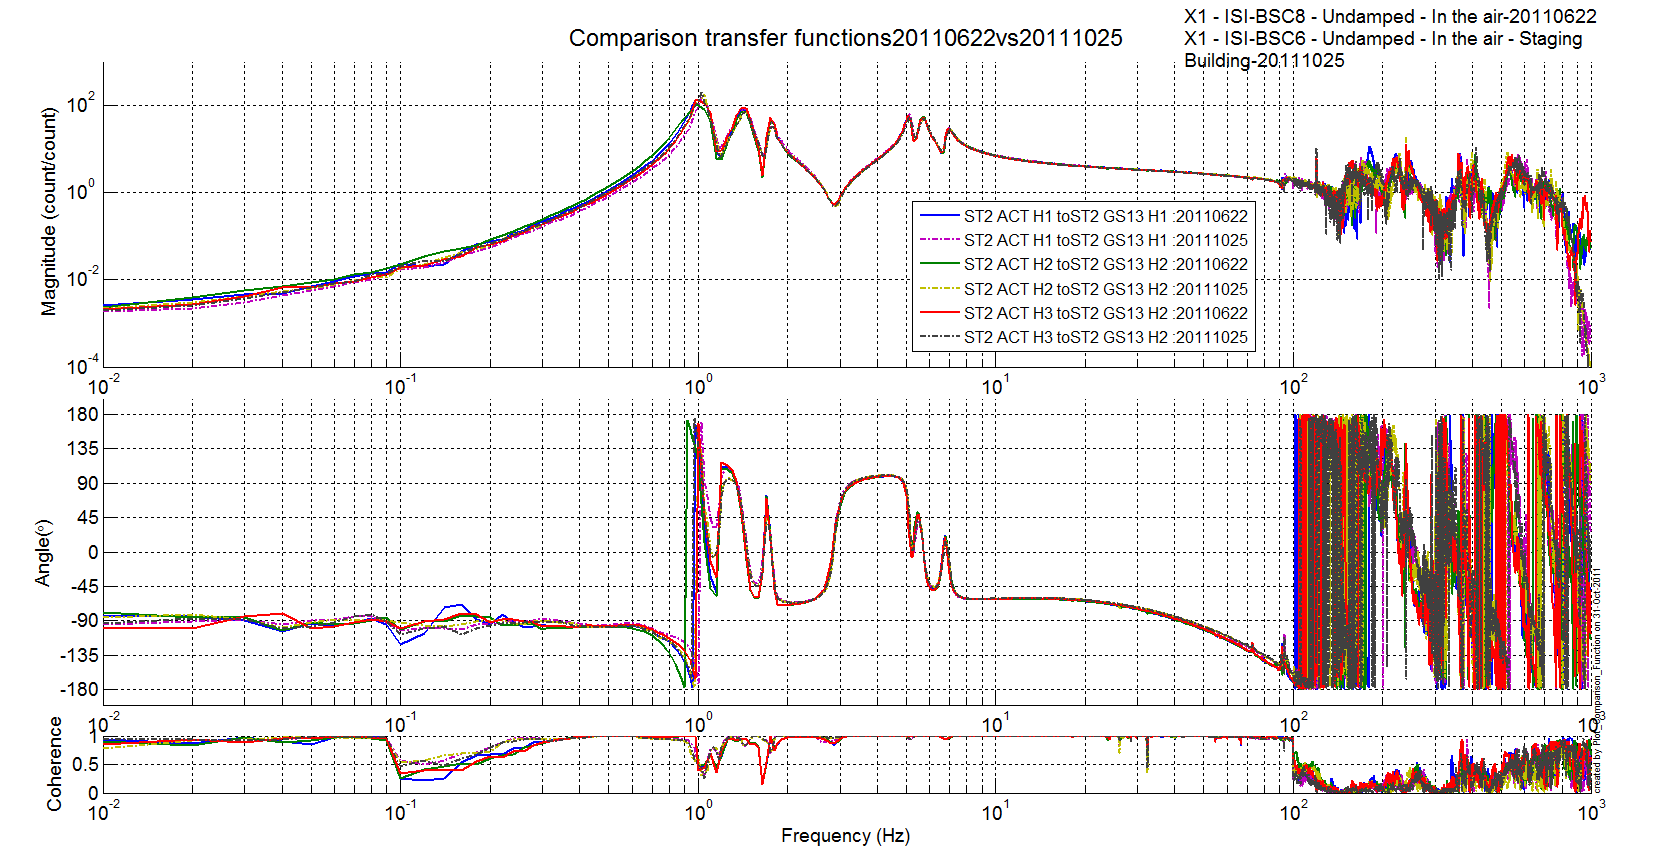 X1 - ISI-BSC8 - Undamped - In the air-20110622
Comparison transfer functions20110622vs20111025
X1 - ISI-BSC6 - Undamped - In the air - Staging
Building-20111025
Magnitude (count/count)
10^2
10^0
10^-2
10^-4
ST2 ACT H1 toST2 GS13 H1 :20110622
ST2 ACT H1 toST2 GS13 H1 :20111025
ST2 ACT H2 toST2 GS13 H2 :20110622
ST2 ACT H2 toST2 GS13 H2 :20111025
ST2 ACT H3 toST2 GS13 H2 :20110622
ST2 ACT H3 toST2 GS13 H2 :20111025
10^-2 10^-1 10^0 10^1 10^2 10^3
Angle(°)
180
135
90
45
0
-45
-90
-135
-180
10^-2 10^-1 10^0 10^1 10^2 10^3
Coherence
1
0.5
0
10^-2 10^-1 10^0 10^1 10^2 10^3
Frequency (Hz)